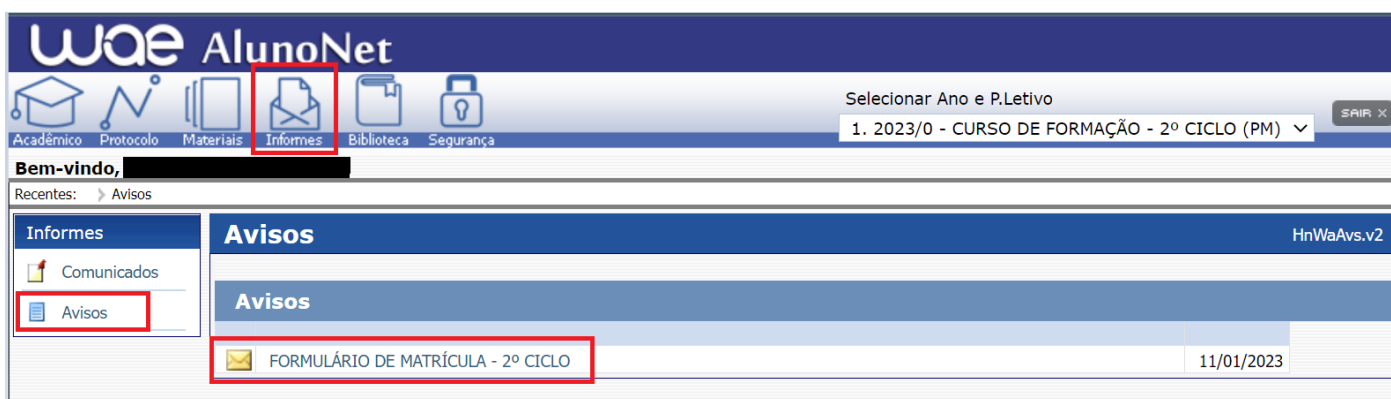 wae AlunoNet
Selecionar Ano e P.Letivo
1. 2023/0 - CURSO DE FORMAÇÃO - 2º CICLO (PM)
SAIR X
Acadêmico Protocolo Materiais Informes Biblioteca Segurança
Bem-vindo,
Recentes: Avisos
Informes
Comunicados
Avisos
Avisos HnWaAvs.v2
Avisos
FORMULÁRIO DE MATRÍCULA - 2º CICLO 11/01/2023